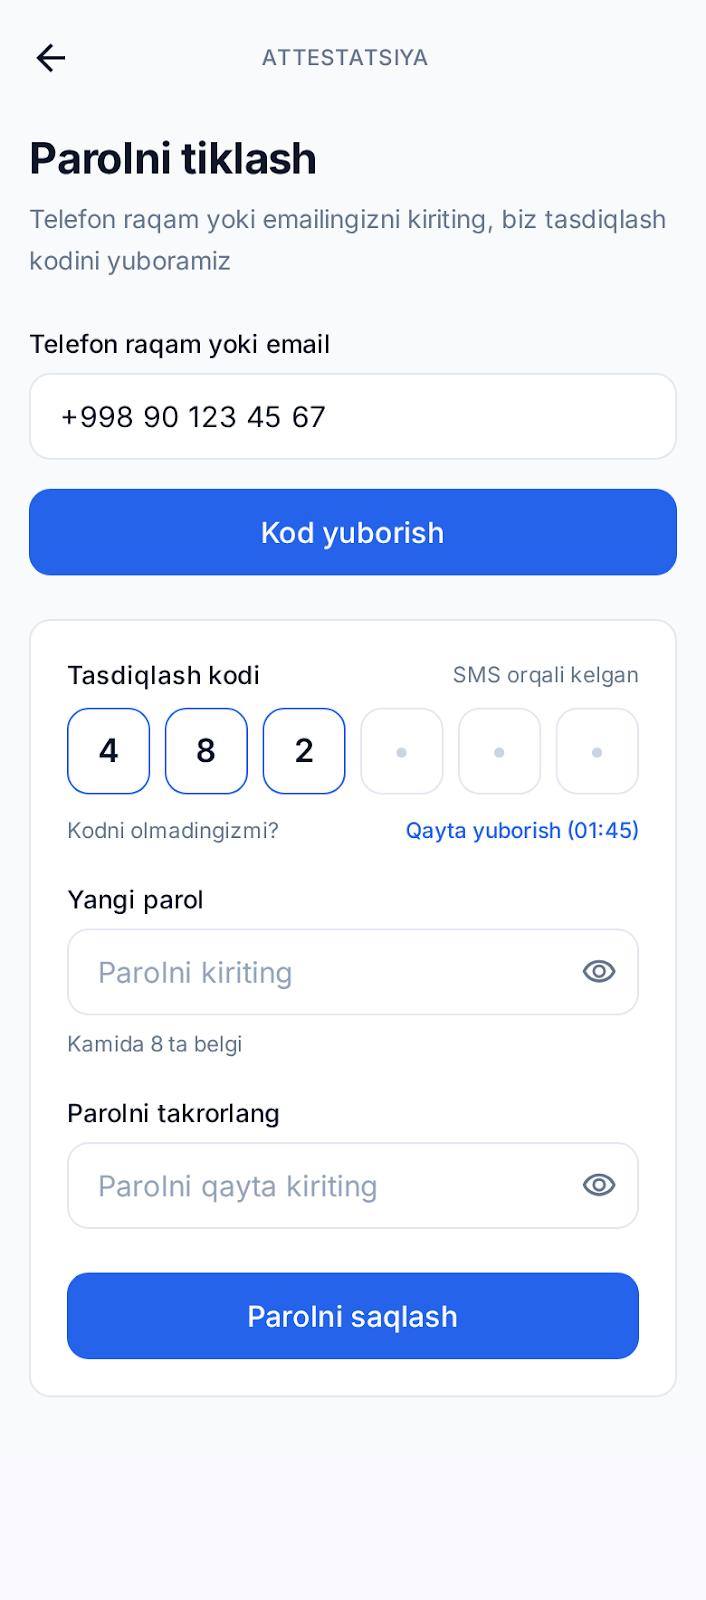 ATTESTATSIYA
Parolni tiklash
Telefon raqam yoki emailingizni kiriting, biz tasdiqlash
kodini yuboramiz
Telefon raqam yoki email
+998 90 123 45 67
Kod yuborish
Tasdiqlash kodi SMS orqali kelgan
4 8 2 • • •
Kodni olmadingizmi? Qayta yuborish (01:45)
Yangi parol
Parolni kiriting
Kamida 8 ta belgi
Parolni takrorlang
Parolni qayta kiriting
Parolni saqlash